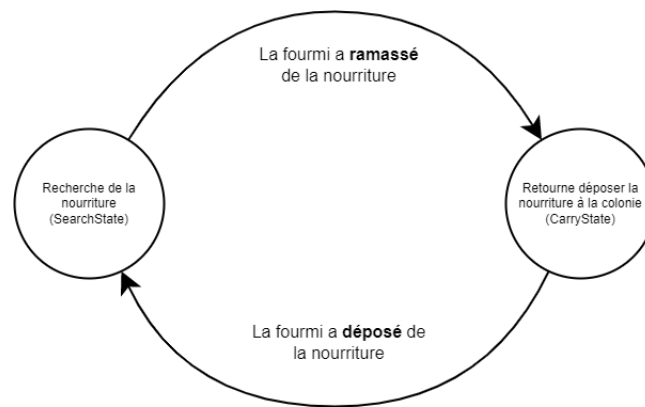 La fourmi a ramassé
de la nourriture
Recherche de la
nourriture
(SearchState)
Retourne déposer la
nourriture à la colonie
(CarryState)
La fourmi a déposé de
la nourriture